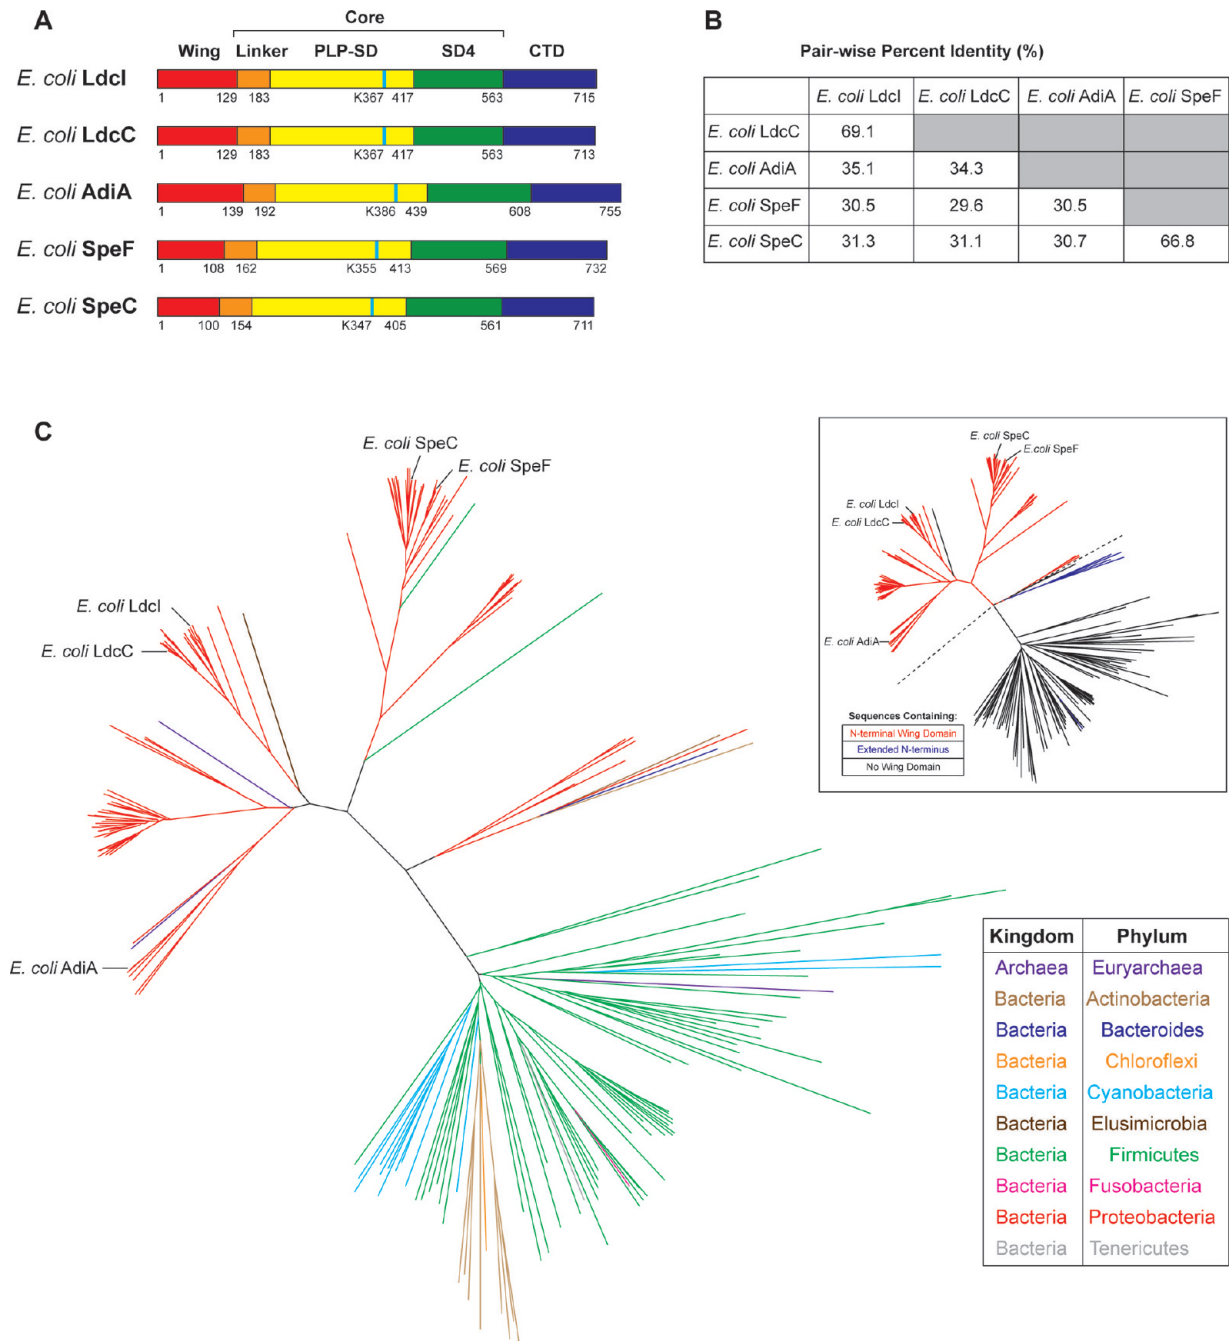 A
Core
Wing Linker PLP-SD SD4 CTD
E. coli LdcI
1 129 183 K367 417 563 715
E. coli LdcC
1 129 183 K367 417 563 713
E. coli AdiA
1 139 192 K386 439 608 755
E. coli SpeF
1 108 162 K355 413 569 732
E. coli SpeC
1 100 154 K347 405 561 711
B
Pair-wise Percent Identity (%)
E. coli LdcI E. coli LdcC E. coli AdiA E. coli SpeF
E. coli LdcC 69.1
E. coli AdiA 35.1 34.3
E. coli SpeF 30.5 29.6 30.5
E. coli SpeC 31.3 31.1 30.7 66.8
C
E. coli SpeC
E. coli SpeF
E. coli LdcI
E. coli LdcC
E. coli AdiA
E. coli SpeC
E.coli SpeF
E. coli LdcI
E. coli LdcC
E. coli AdiA
Sequences Containing:
N-terminal Wing Domain
Extended N-terminus
No Wing Domain
Kingdom Phylum
Archaea Euryarchaea
Bacteria Actinobacteria
Bacteria Bacteroides
Bacteria Chloroflexi
Bacteria Cyanobacteria
Bacteria Elusimicrobia
Bacteria Firmicutes
Bacteria Fusobacteria
Bacteria Proteobacteria
Bacteria Tenericutes